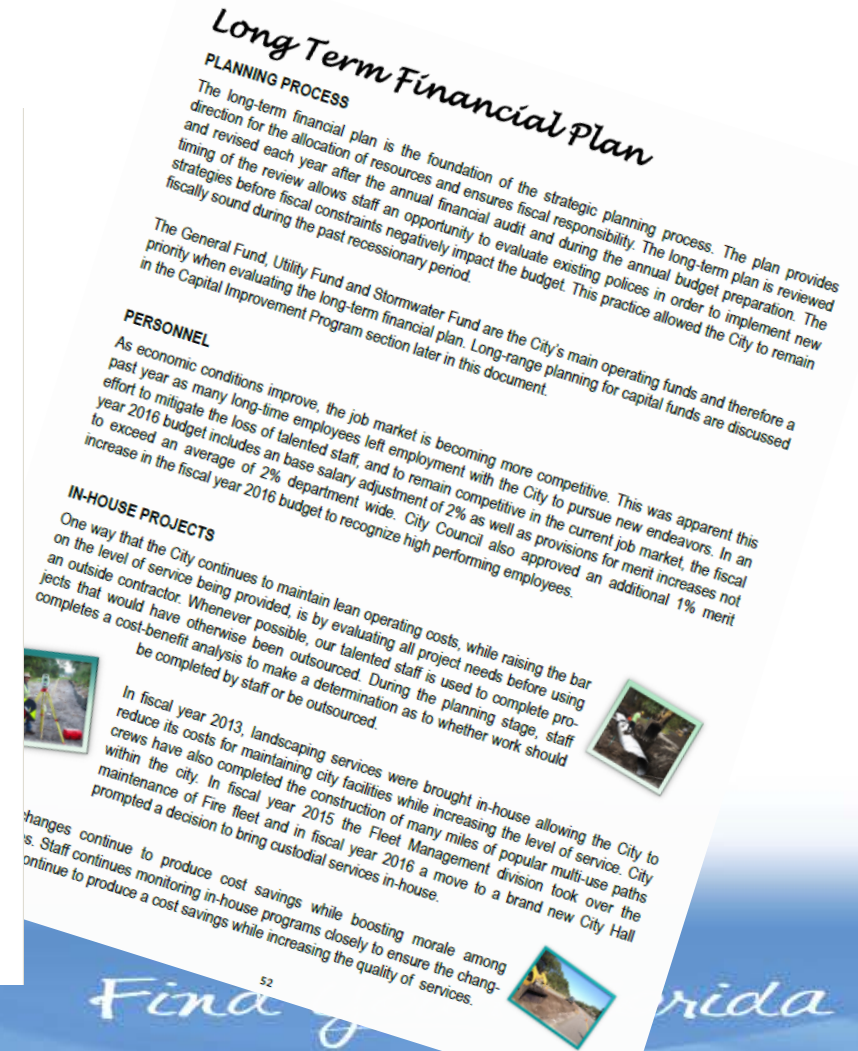 Long Term Financial Plan
PLANNING PROCESS
The long-term financial plan is the foundation of the strategic planning process. The plan provides
direction for the allocation of resources and ensures fiscal responsibility. The long-term plan is reviewed
and revised each year after the annual financial audit and during the annual budget preparation. The
timing of the review allows staff an opportunity to evaluate existing polices in order to implement new
strategies before fiscal constraints negatively impact the budget. This practice allowed the City to remain
fiscally sound during the past recessionary period.
The General Fund, Utility Fund and Stormwater Fund are the City's main operating funds and therefore a
priority when evaluating the long-term financial plan. Long-range planning for capital funds are discussed
in the Capital Improvement Program section later in this document.
PERSONNEL
As economic conditions improve, the job market is becoming more competitive. This was apparent this
past year as many long-time employees left employment with the City to pursue new endeavors. In an
effort to mitigate the loss of talented staff, and to remain competitive in the current job market, the fiscal
year 2016 budget includes an base salary adjustment of 2% as well as provisions for merit increases not
to exceed an average of 2% department wide. City Council also approved an additional 1% merit
increase in the fiscal year 2016 budget to recognize high performing employees.
IN-HOUSE PROJECTS
One way that the City continues to maintain lean operating costs, while raising the bar
on the level of service being provided, is by evaluating all project needs before using
an outside contractor. Whenever possible, our talented staff is used to complete pro-
jects that would have otherwise been outsourced. During the planning stage, staff
completes a cost-benefit analysis to make a determination as to whether work should
be completed by staff or be outsourced.
In fiscal year 2013, landscaping services were brought in-house allowing the City to
reduce its costs for maintaining city facilities while increasing the level of service. City
crews have also completed the construction of many miles of popular multi-use paths
within the city. In fiscal year 2015 the Fleet Management division took over the
maintenance of Fire fleet and in fiscal year 2016 a move to a brand new City Hall
prompted a decision to bring custodial services in-house.
changes continue to produce cost savings while boosting morale among
s. Staff continues monitoring in-house programs closely to ensure the chang-
ontinue to produce a cost savings while increasing the quality of services.
52
Find